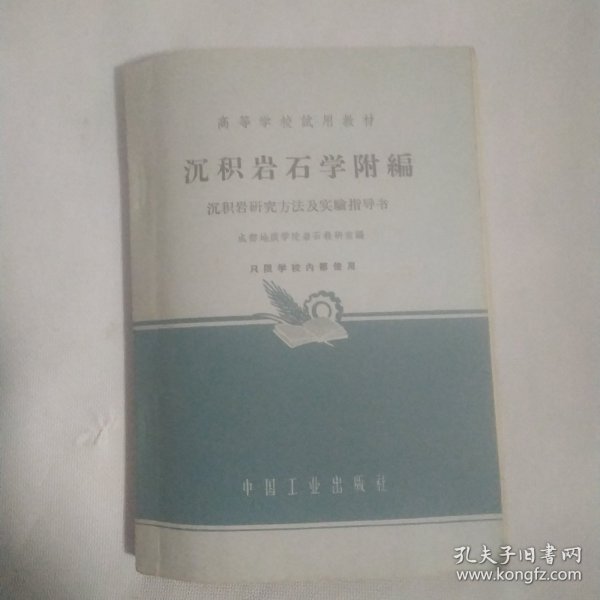 高等学校試用教材
沉积岩石学附編
沉积岩研究方法及实驗指导书
成都地质学院岩石教研室編
只限学校内部使用
中国工业出版社
孔夫子旧书网
www.kongfz.com